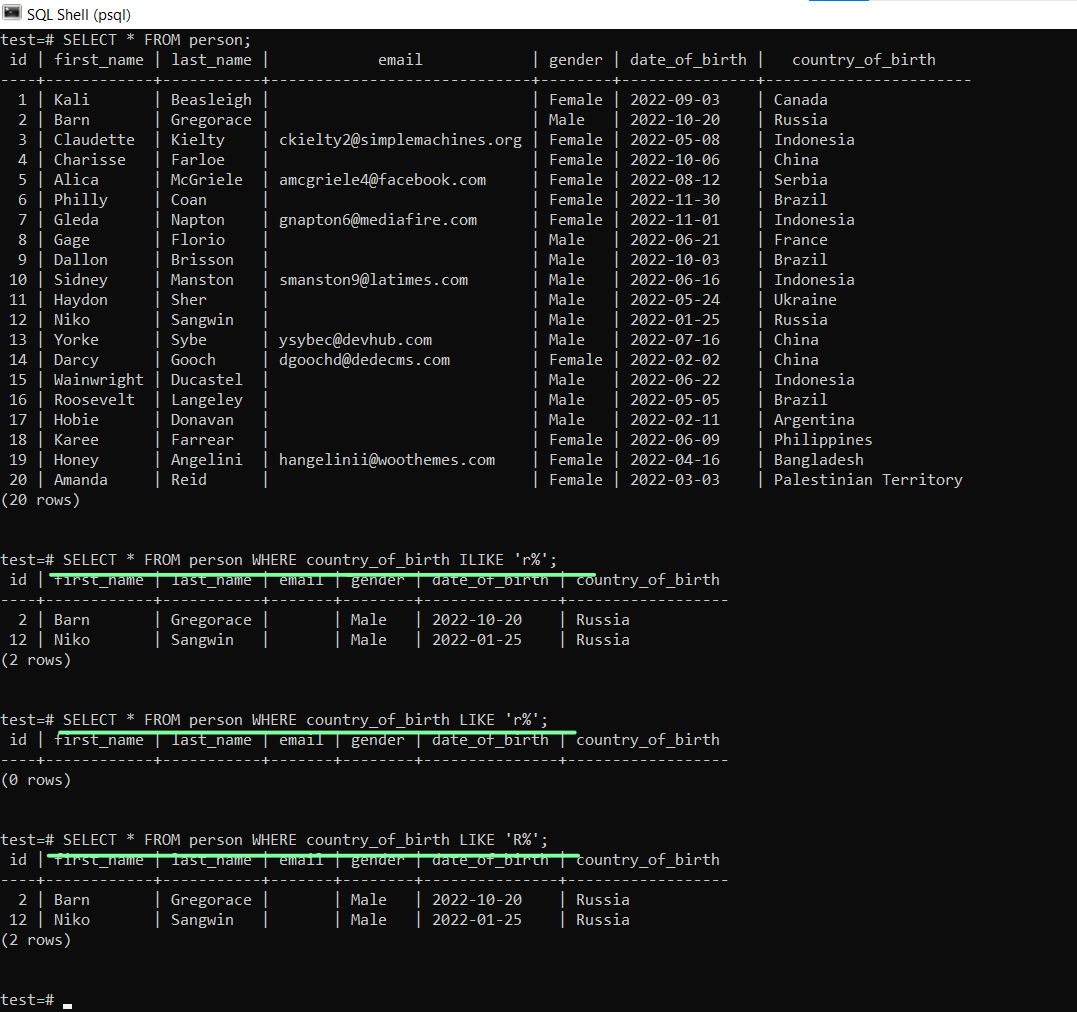 SQL Shell (psql)
test=# SELECT * FROM person;
 id | first_name | last_name |            email            | gender | date_of_birth |   country_of_birth
----+------------+-----------+-----------------------------+--------+---------------+----------------------
  1 | Kali       | Beasleigh |                             | Female | 2022-09-03    | Canada
  2 | Barn       | Gregorace |                             | Male   | 2022-10-20    | Russia
  3 | Claudette  | Kielty    | ckielty2@simplemachines.org | Female | 2022-05-08    | Indonesia
  4 | Charisse   | Farloe    |                             | Female | 2022-10-06    | China
  5 | Alica      | McGriele  | amcgriele4@facebook.com     | Female | 2022-08-12    | Serbia
  6 | Philly     | Coan      |                             | Female | 2022-11-30    | Brazil
  7 | Gleda      | Napton    | gnapton6@mediafire.com      | Female | 2022-11-01    | Indonesia
  8 | Gage       | Florio    |                             | Male   | 2022-06-21    | France
  9 | Dallon     | Brisson   |                             | Male   | 2022-10-03    | Brazil
 10 | Sidney     | Manston   | smanston9@latimes.com       | Male   | 2022-06-16    | Indonesia
 11 | Haydon     | Sher      |                             | Male   | 2022-05-24    | Ukraine
 12 | Niko       | Sangwin   |                             | Male   | 2022-01-25    | Russia
 13 | Yorke      | Sybe      | ysybec@devhub.com           | Male   | 2022-07-16    | China
 14 | Darcy      | Gooch     | dgoochd@dedecms.com         | Female | 2022-02-02    | China
 15 | Wainwright | Ducastel  |                             | Male   | 2022-06-22    | Indonesia
 16 | Roosevelt  | Langeley  |                             | Male   | 2022-05-05    | Brazil
 17 | Hobie      | Donavan   |                             | Male   | 2022-02-11    | Argentina
 18 | Karee      | Farrear   |                             | Female | 2022-06-09    | Philippines
 19 | Honey      | Angelini  | hangelinii@woothemes.com    | Female | 2022-04-16    | Bangladesh
 20 | Amanda     | Reid      |                             | Female | 2022-03-03    | Palestinian Territory
(20 rows)
test=# SELECT * FROM person WHERE country_of_birth ILIKE 'r%';
 id | first_name | last_name | email | gender | date_of_birth | country_of_birth
----+------------+-----------+-------+--------+---------------+------------------
  2 | Barn       | Gregorace |       | Male   | 2022-10-20    | Russia
 12 | Niko       | Sangwin   |       | Male   | 2022-01-25    | Russia
(2 rows)
test=# SELECT * FROM person WHERE country_of_birth LIKE 'r%';
 id | first_name | last_name | email | gender | date_of_birth | country_of_birth
----+------------+-----------+-------+--------+---------------+------------------
(0 rows)
test=# SELECT * FROM person WHERE country_of_birth LIKE 'R%';
 id | first_name | last_name | email | gender | date_of_birth | country_of_birth
----+------------+-----------+-------+--------+---------------+------------------
  2 | Barn       | Gregorace |       | Male   | 2022-10-20    | Russia
 12 | Niko       | Sangwin   |       | Male   | 2022-01-25    | Russia
(2 rows)
test=#